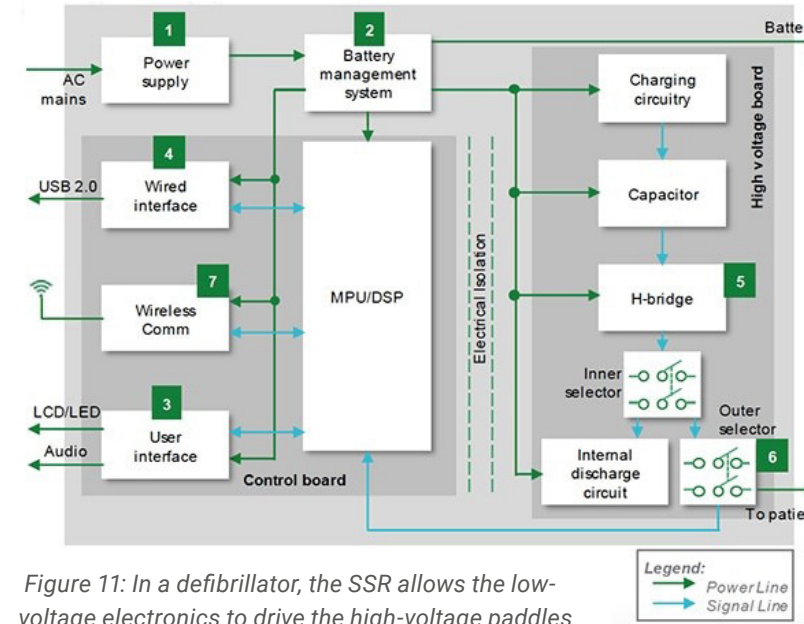 1
Power
supply
2
Battery
management
system
AC
mains
4
Wired
interface
USB 2.0
7
Wireless
Comm
3
User
interface
LCD/LED
Audio
Control board
MPU/DSP
Electrical Isolation
Batte
Charging
circuitry
Capacitor
H-bridge
5
High v oltage board
Inner
selector
Outer
selector
6
Internal
discharge
circuit
To patie
Figure 11: In a defibrillator, the SSR allows the low-
voltage electronics to drive the high-voltage paddles
Legend:
Power Line
Signal Line